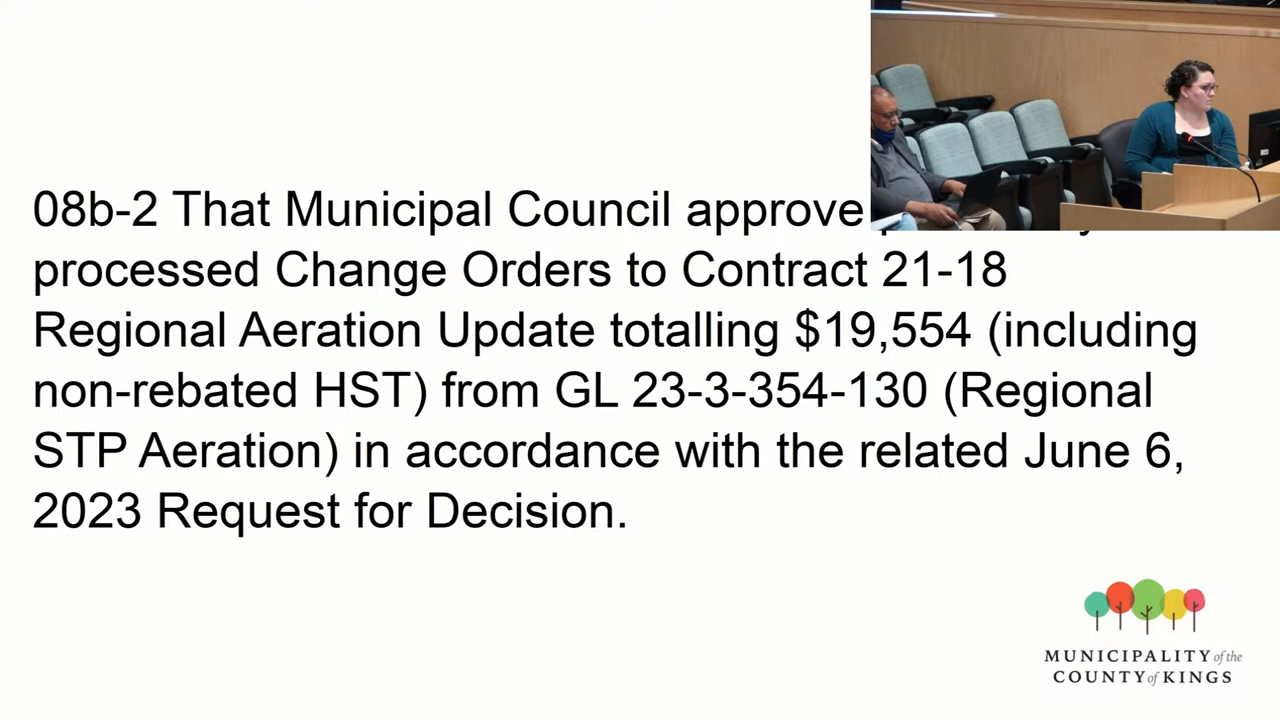 08b-2 That Municipal Council approve
processed Change Orders to Contract 21-18
Regional Aeration Update totalling $19,554 (including
non-rebated HST) from GL 23-3-354-130 (Regional
STP Aeration) in accordance with the related June 6,
2023 Request for Decision.
MUNICIPALITY of the
COUNTY of KINGS